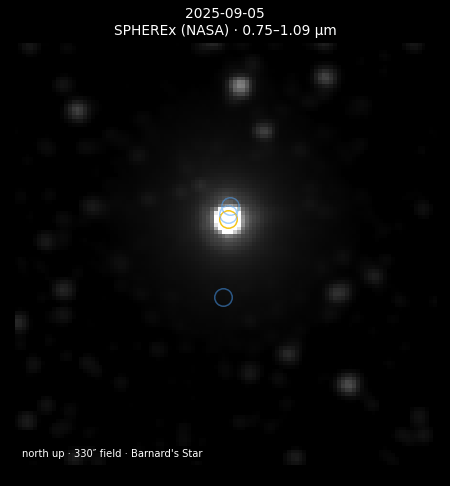 2025-09-05
SPHEREx (NASA) · 0.75–1.09 μm
north up · 330″ field · Barnard's Star